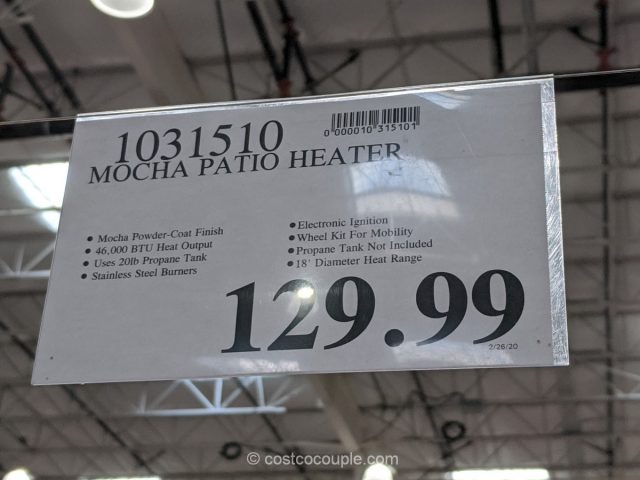 1031510
0 000010 315101
MOCHA PATIO HEATER
• Mocha Powder-Coat Finish
• 46,000 BTU Heat Output
• Uses 20lb Propane Tank
• Stainless Steel Burners
• Electronic Ignition
• Wheel Kit For Mobility
• Propane Tank Not Included
• 18' Diameter Heat Range
129.99
2/26/20
© costcocouple.com